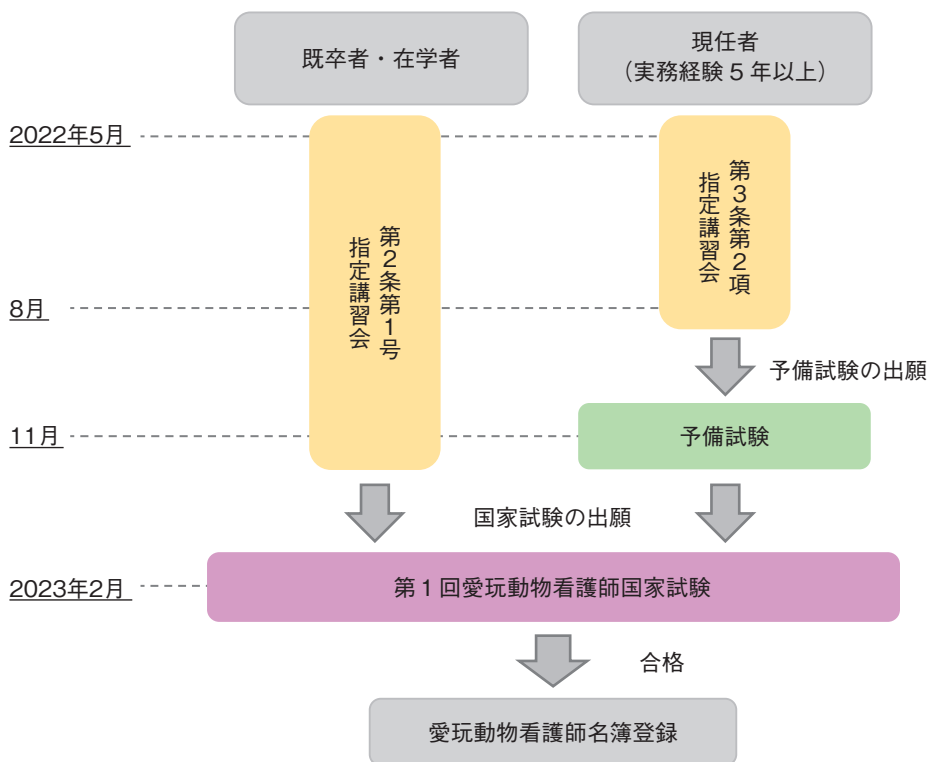 既卒者・在学者
現任者
（実務経験 5 年以上）
2022年5月
第2条第1号
指定講習会
第3条第2項
指定講習会
8月
予備試験の出願
11月
予備試験
国家試験の出願
2023年2月
第 1 回愛玩動物看護師国家試験
合格
愛玩動物看護師名簿登録